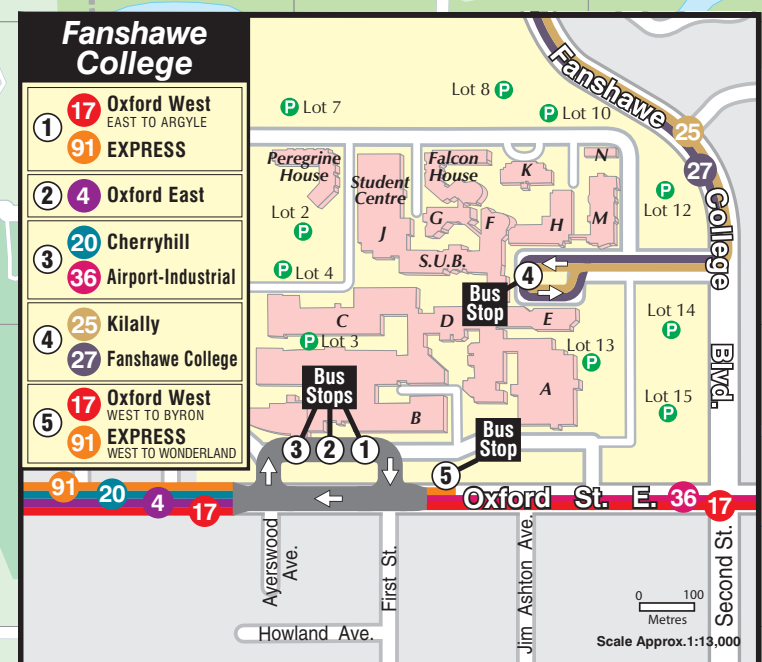 Fanshawe
College
1
17 Oxford West
EAST TO ARGYLE
91 EXPRESS
2 4 Oxford East
3
20 Cherryhill
36 Airport-Industrial
4
25 Kilally
27 Fanshawe College
5
17 Oxford West
WEST TO BYRON
91 EXPRESS
WEST TO WONDERLAND
Fanshawe College Blvd.
25
27
P Lot 7
Lot 8 P
P Lot 10
Peregrine
House
Student
Centre
Falcon
House
K
N
P
Lot 12
Lot 2
P
J
G
F
H
M
S.U.B.
P Lot 4
4
Bus
Stop
C
D
E
Lot 14
P
P Lot 3
Lot 13
P
Bus
Stops
A
Lot 15
P
B
Bus
Stop
3 2 1
5
91
20
4
17
Oxford St. E.
36
17
Ayerswood
Ave.
First St.
Jim Ashton Ave.
Second St.
Howland Ave.
0 100
Metres
Scale Approx.1:13,000